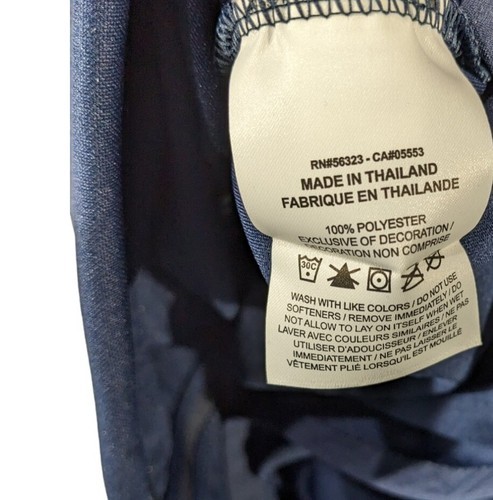 RN#56323 - CA#05553
MADE IN THAILAND
FABRIQUE EN THAILANDE
100% POLYESTER
EXCLUSIVE OF DECORATION /
DECORATION NON COMPRISE
30C
WASH WITH LIKE COLORS / DO NOT USE
SOFTENERS / REMOVE IMMEDIATELY / DO
NOT ALLOW TO LAY ON ITSELF WHEN WET
LAVER AVEC COULEURS SIMILAIRES / NE PAS
UTILISER D'ADOUCISSEUR / ENLEVER
IMMEDIATEMENT / NE PAS LAISSER LE
VÊTEMENT PLIÉ LORSQU'IL EST MOUILLÉ